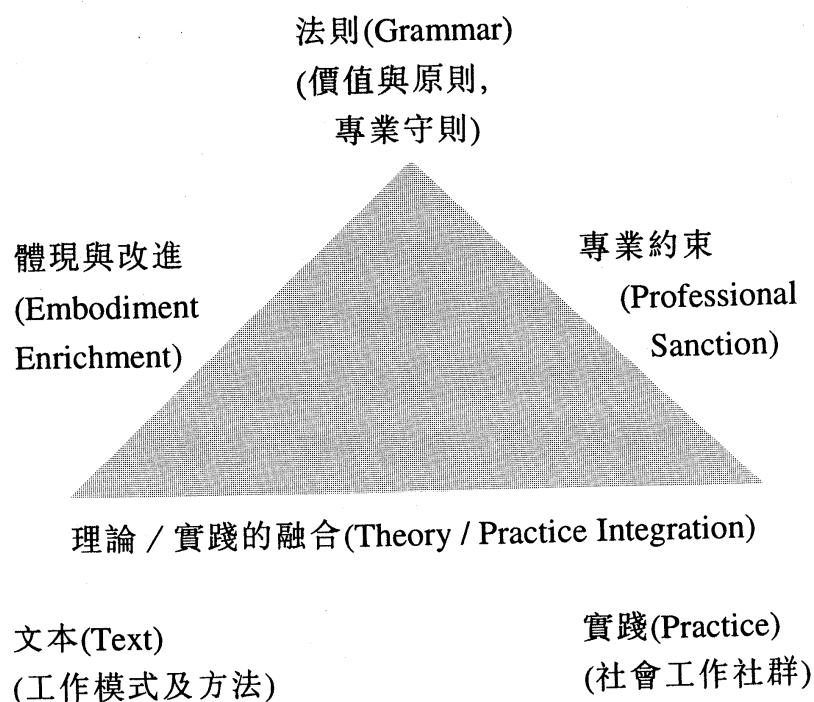 法則(Grammar)
(價值與原則,
專業守則)
體現與改進
(Embodiment
Enrichment)
專業約束
(Professional
Sanction)
理論／實踐的融合(Theory / Practice Integration)
文本(Text)
(工作模式及方法)
實踐(Practice)
(社會工作社群)